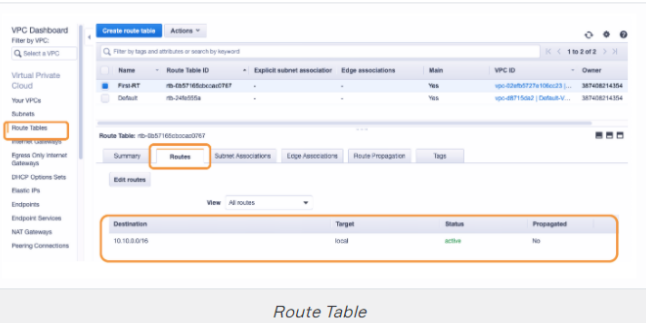 VPC Dashboard
Filter by VPC:
Select a VPC
Virtual Private
Cloud
Your VPCs
Subnets
Route Tables
Internet Gateways
Egress Only Internet
Gateways
DHCP Options Sets
Elastic IPs
Endpoints
Endpoint Services
NAT Gateways
Peering Connections
Create route table Actions
Filter by tags and attributes or search by keyword
1 to 2 of 2
Name Route Table ID Explicit subnet association Edge associations Main VPC ID Owner
First-RT - - Yes 387408214354
Default - - Yes | Default-V... 387408214354
Route Table:
Summary Routes Subnet Associations Edge Associations Route Propagation Tags
Edit routes
View All routes
Destination Target Status Propagated
10.10.0.0/16 local active No
Route Table